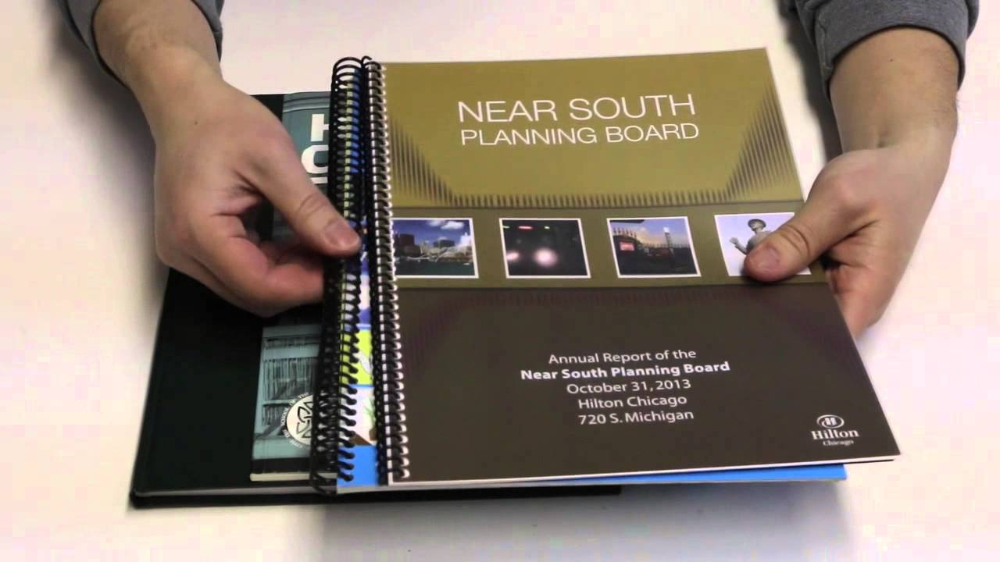 NEAR SOUTH
PLANNING BOARD
Annual Report of the
Near South Planning Board
October 31, 2013
Hilton Chicago
720 S. Michigan
Hilton
Chicago